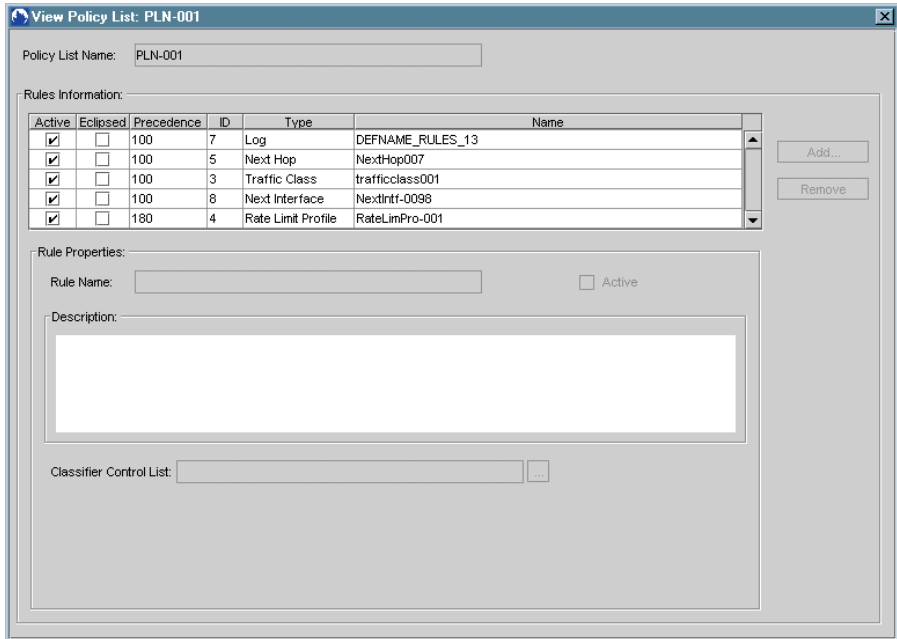 View Policy List: PLN-001
Policy List Name: PLN-001
Rules Information:
Active Eclipsed Precedence ID Type Name
100 7 Log DEFNAME_RULES_13
100 5 Next Hop NextHop007
100 3 Traffic Class trafficclass001
100 8 Next Interface NextIntf-0098
180 4 Rate Limit Profile RateLimPro-001
Add...
Remove
Rule Properties:
Rule Name: Active
Description:
Classifier Control List: ...